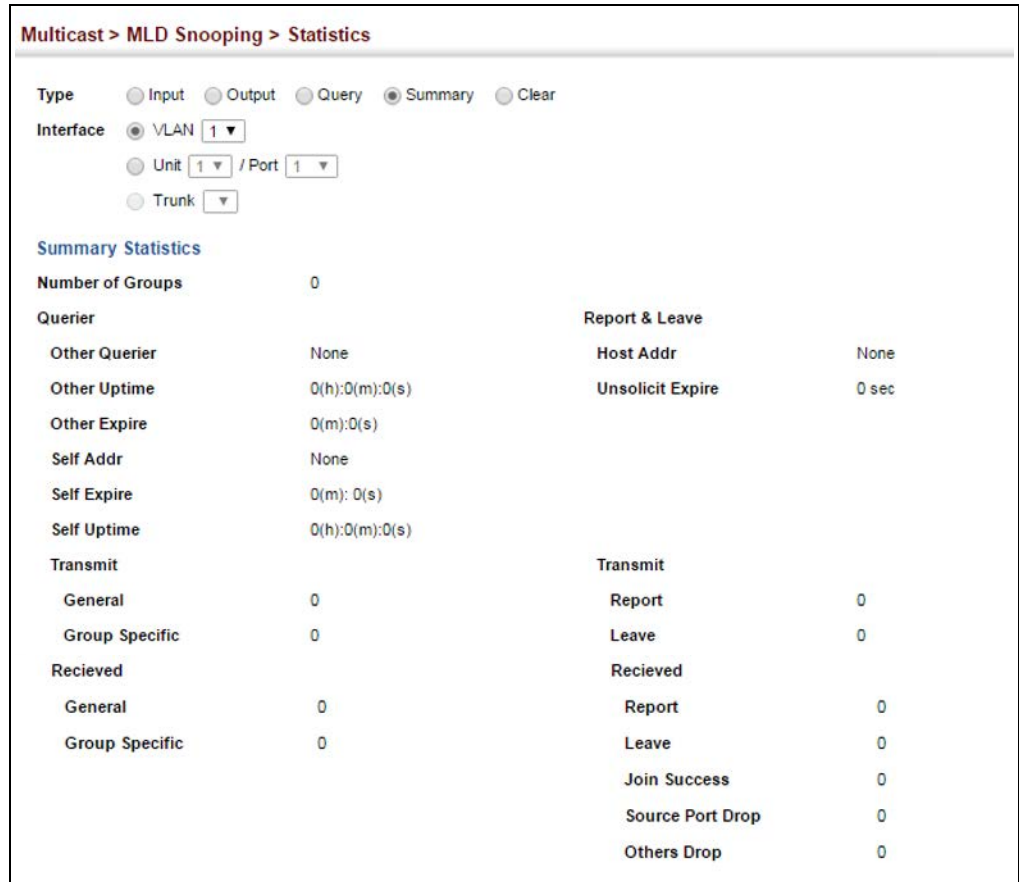 Multicast > MLD Snooping > Statistics
Type Input Output Query Summary Clear
Interface VLAN 1
Unit 1 / Port 1
Trunk
Summary Statistics
Number of Groups 0
Querier Report & Leave
Other Querier None Host Addr None
Other Uptime 0(h):0(m):0(s) Unsolicit Expire 0 sec
Other Expire 0(m):0(s)
Self Addr None
Self Expire 0(m): 0(s)
Self Uptime 0(h):0(m):0(s)
Transmit Transmit
General 0 Report 0
Group Specific 0 Leave 0
Recieved Recieved
General 0 Report 0
Group Specific 0 Leave 0
Join Success 0
Source Port Drop 0
Others Drop 0